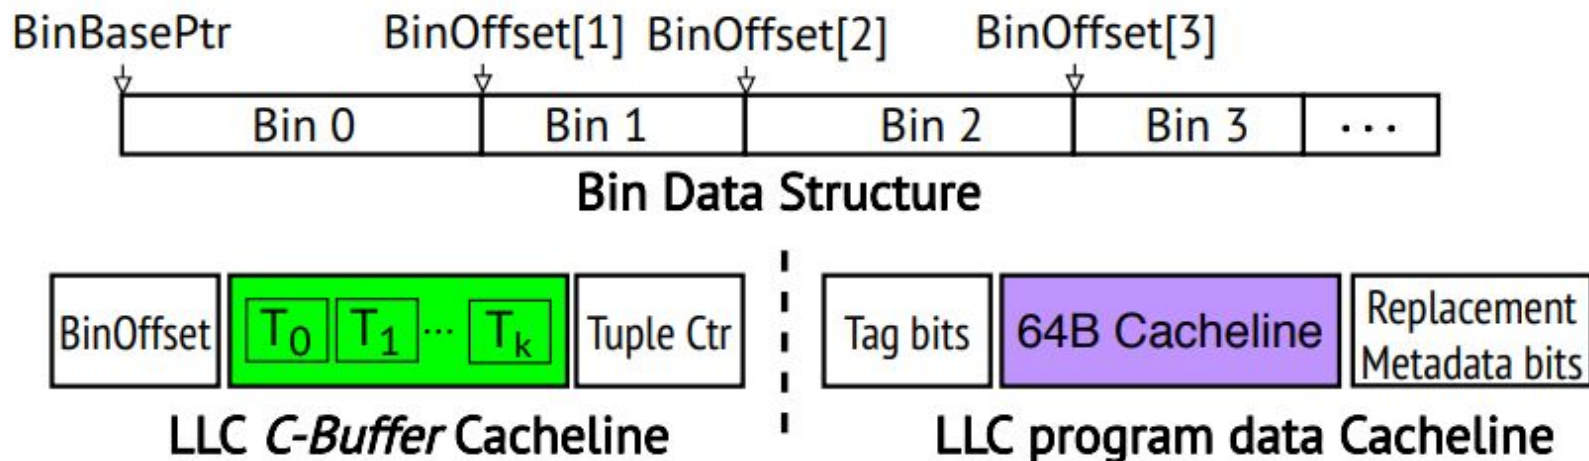 BinBasePtr BinOffset[1] BinOffset[2] BinOffset[3]
Bin 0 Bin 1 Bin 2 Bin 3 ...
Bin Data Structure
BinOffset T0 T1 ... Tk Tuple Ctr
Tag bits 64B Cacheline Replacement
Metadata bits
LLC C-Buffer Cacheline
LLC program data Cacheline